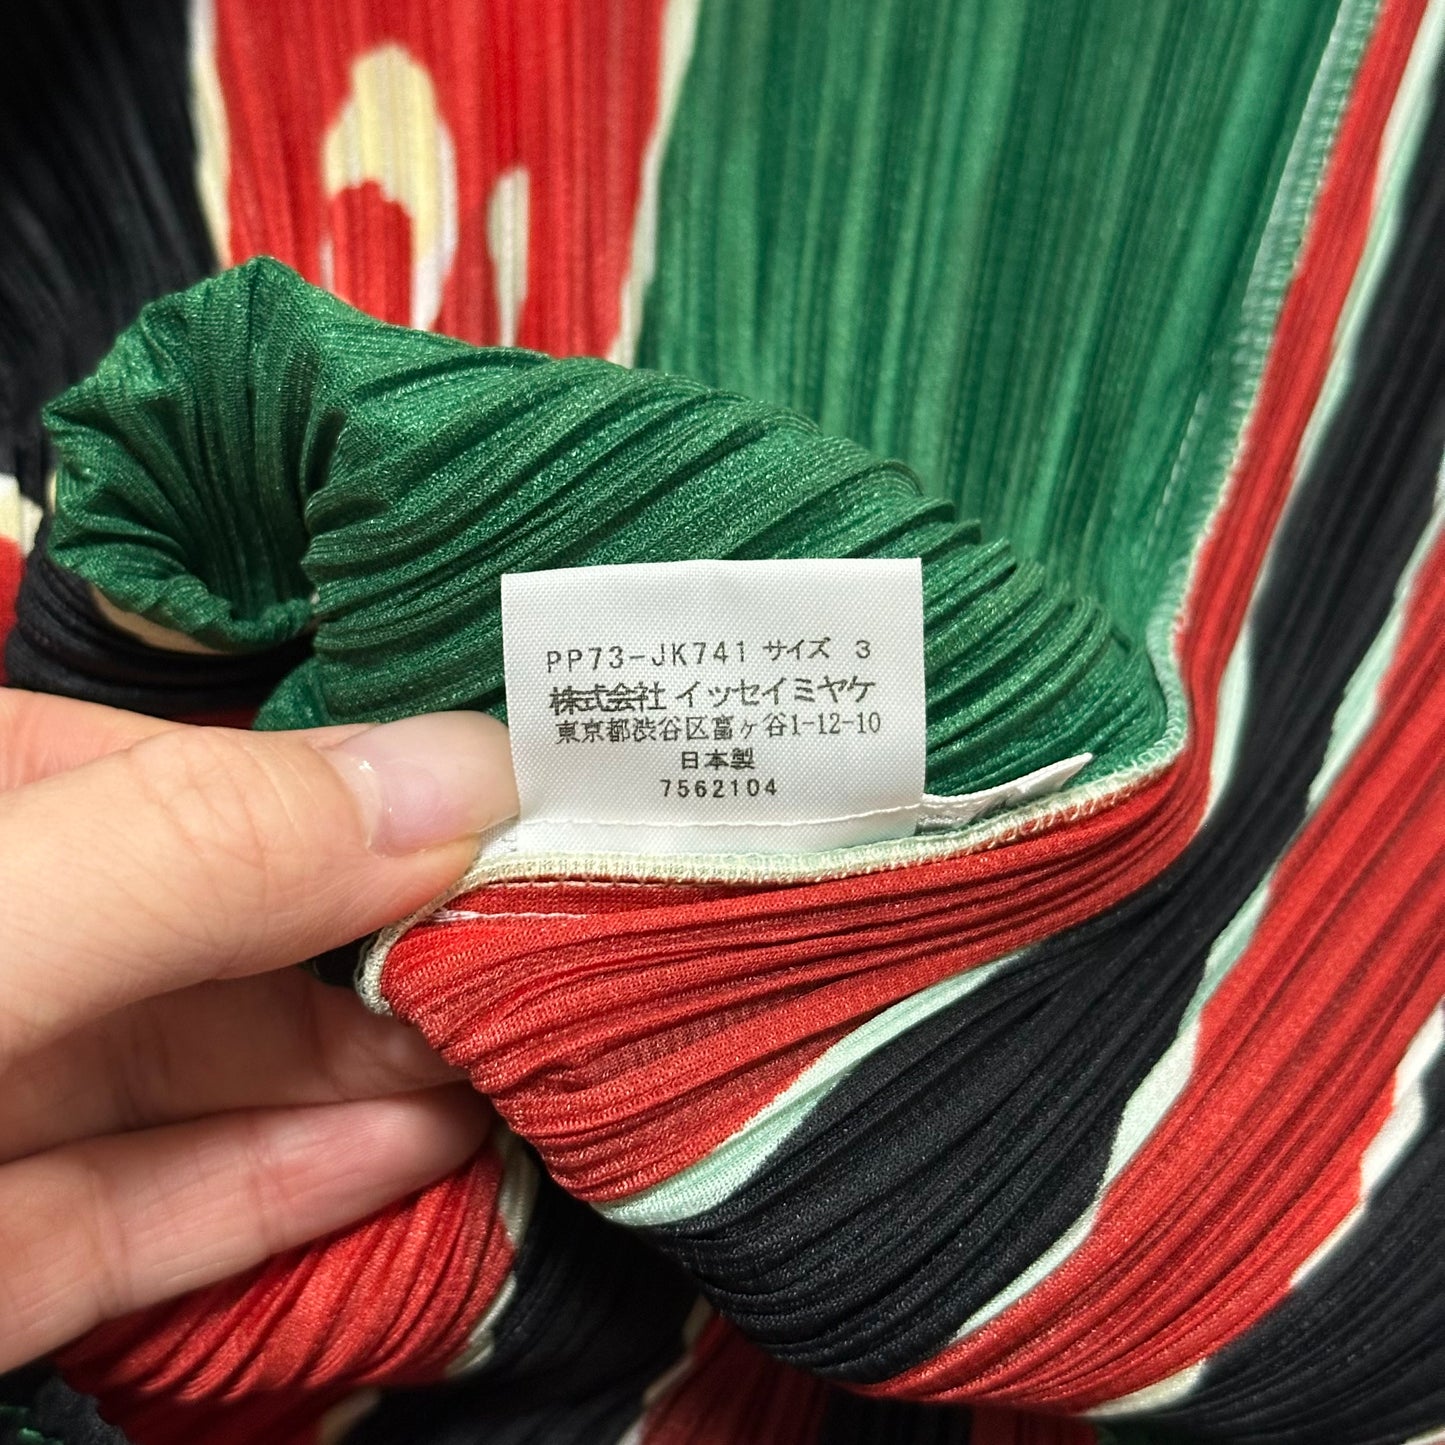 PP73-JK741 サイズ 3
株式会社 イッセイミヤケ
東京都渋谷区富ヶ谷1-12-10
日本製
7562104